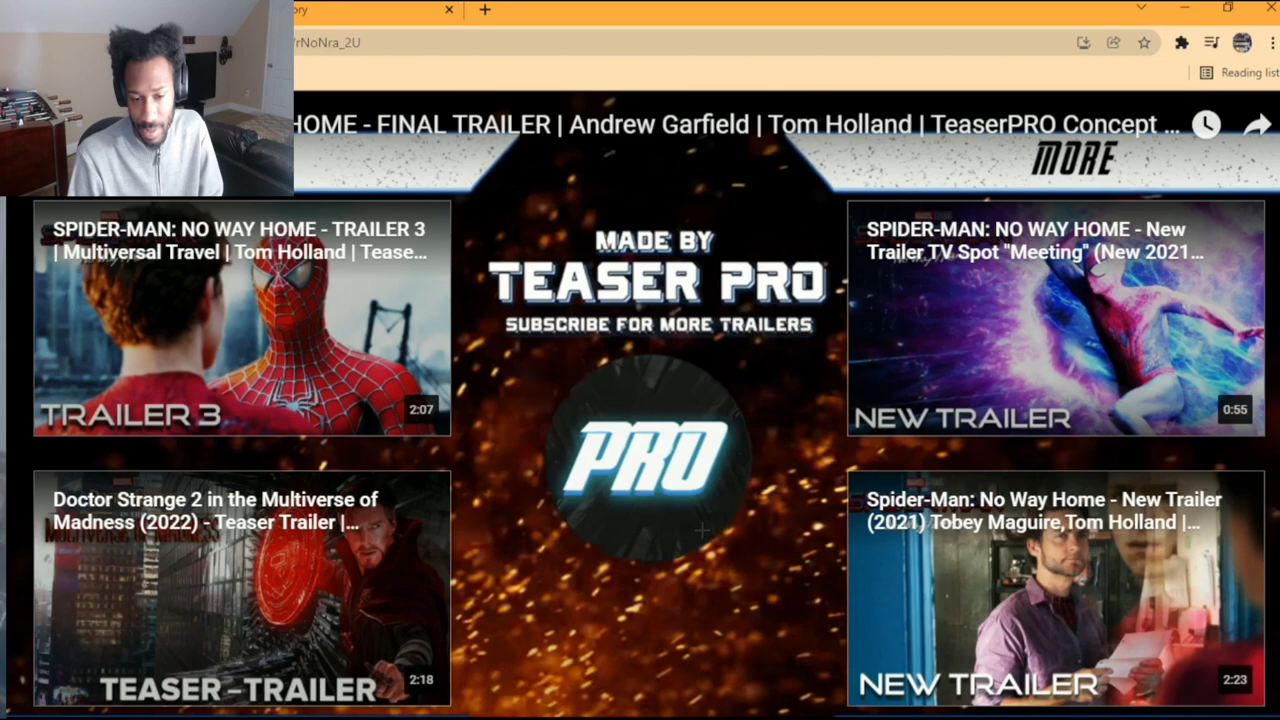 ory
rNoNra_2U
Reading list
HOME - FINAL TRAILER | Andrew Garfield | Tom Holland | TeaserPRO Concept ...
MORE
SPIDER-MAN: NO WAY HOME - TRAILER 3
| Multiversal Travel | Tom Holland | Tease...
TRAILER 3
2:07
MADE BY
TEASER PRO
SUBSCRIBE FOR MORE TRAILERS
PRO
SPIDER-MAN: NO WAY HOME - New
Trailer TV Spot "Meeting" (New 2021...
NEW TRAILER
0:55
Doctor Strange 2 in the Multiverse of
Madness (2022) - Teaser Trailer |...
MULTIVERSE OF MADNESS
TEASER-TRAILER
2:18
Spider-Man: No Way Home - New Trailer
(2021) Tobey Maguire,Tom Holland |...
NEW TRAILER
2:23